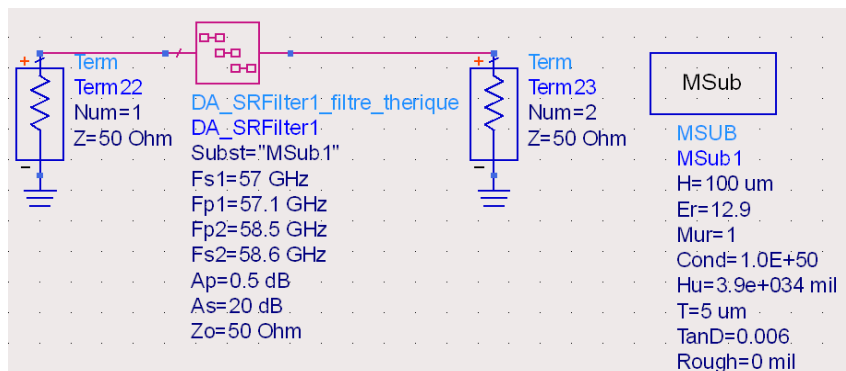 Term
Term22
Num=1
Z=50 Ohm
DA_SRFilter1_filtre_therique
DA_SRFilter1
Subst="MSub1"
Fs1=57 GHz
Fp1=57.1 GHz
Fp2=58.5 GHz
Fs2=58.6 GHz
Ap=0.5 dB
As=20 dB
Zo=50 Ohm
Term
Term23
Num=2
Z=50 Ohm
MSub
MSUB
MSub1
H=100 um
Er=12.9
Mur=1
Cond=1.0E+50
Hu=3.9e+034 mil
T=5 um
TanD=0.006
Rough=0 mil